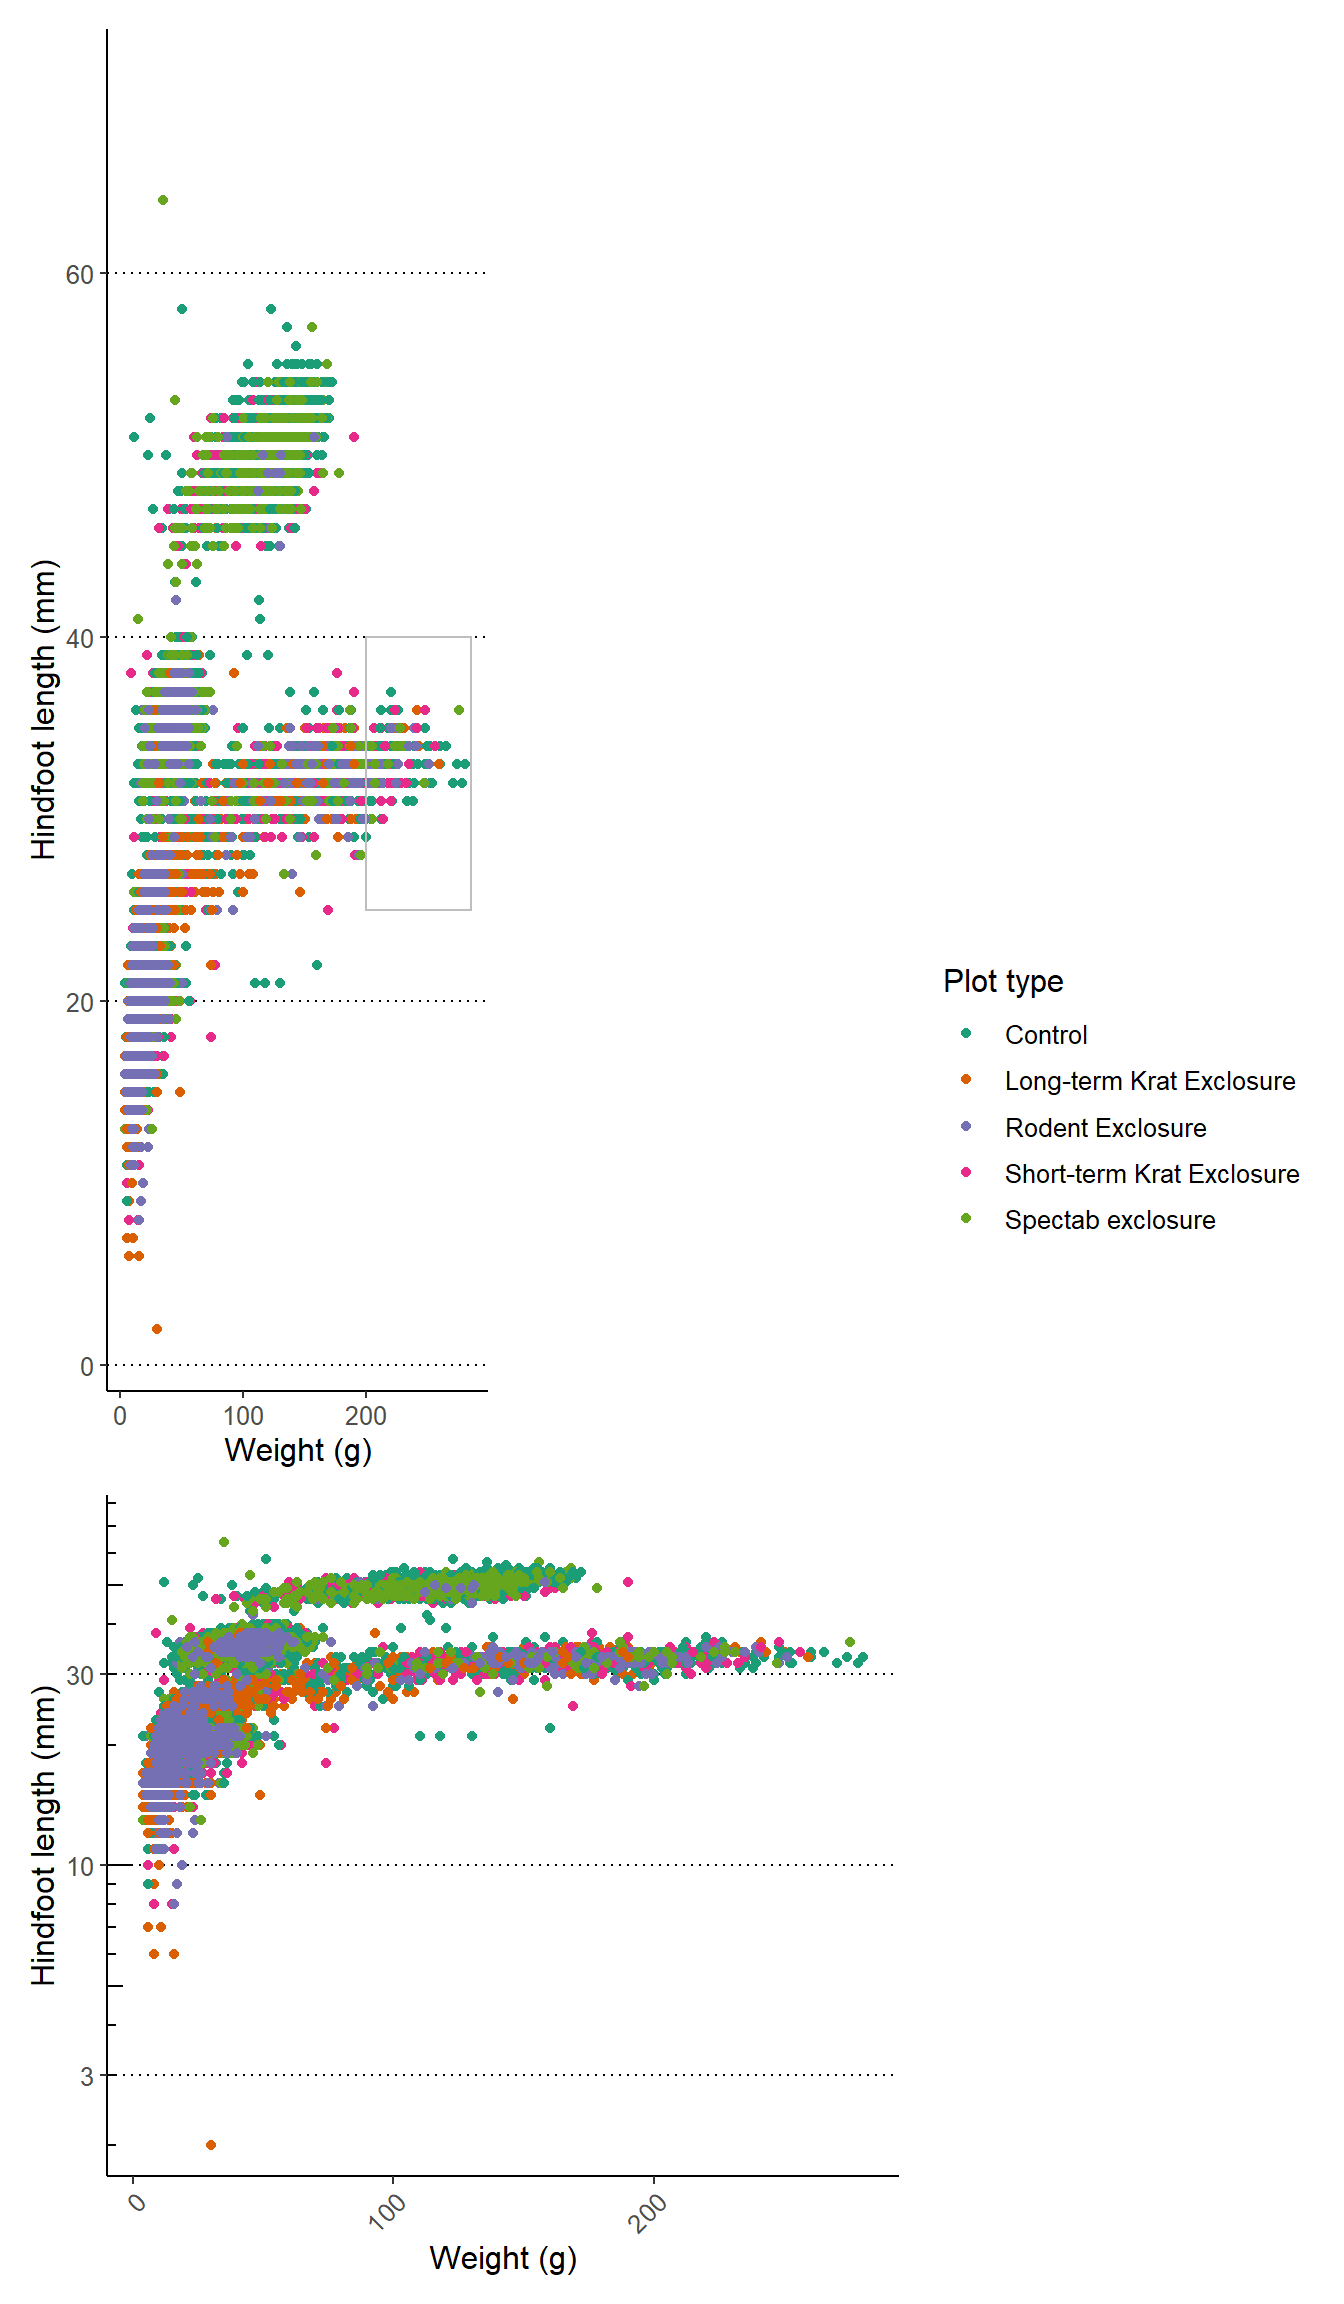 60
40
20
0
Hindfoot length (mm)
0 100 200
Weight (g)
Plot type
Control
Long-term Krat Exclosure
Rodent Exclosure
Short-term Krat Exclosure
Spectab exclosure
30
10
3
Hindfoot length (mm)
0 100 200
Weight (g)